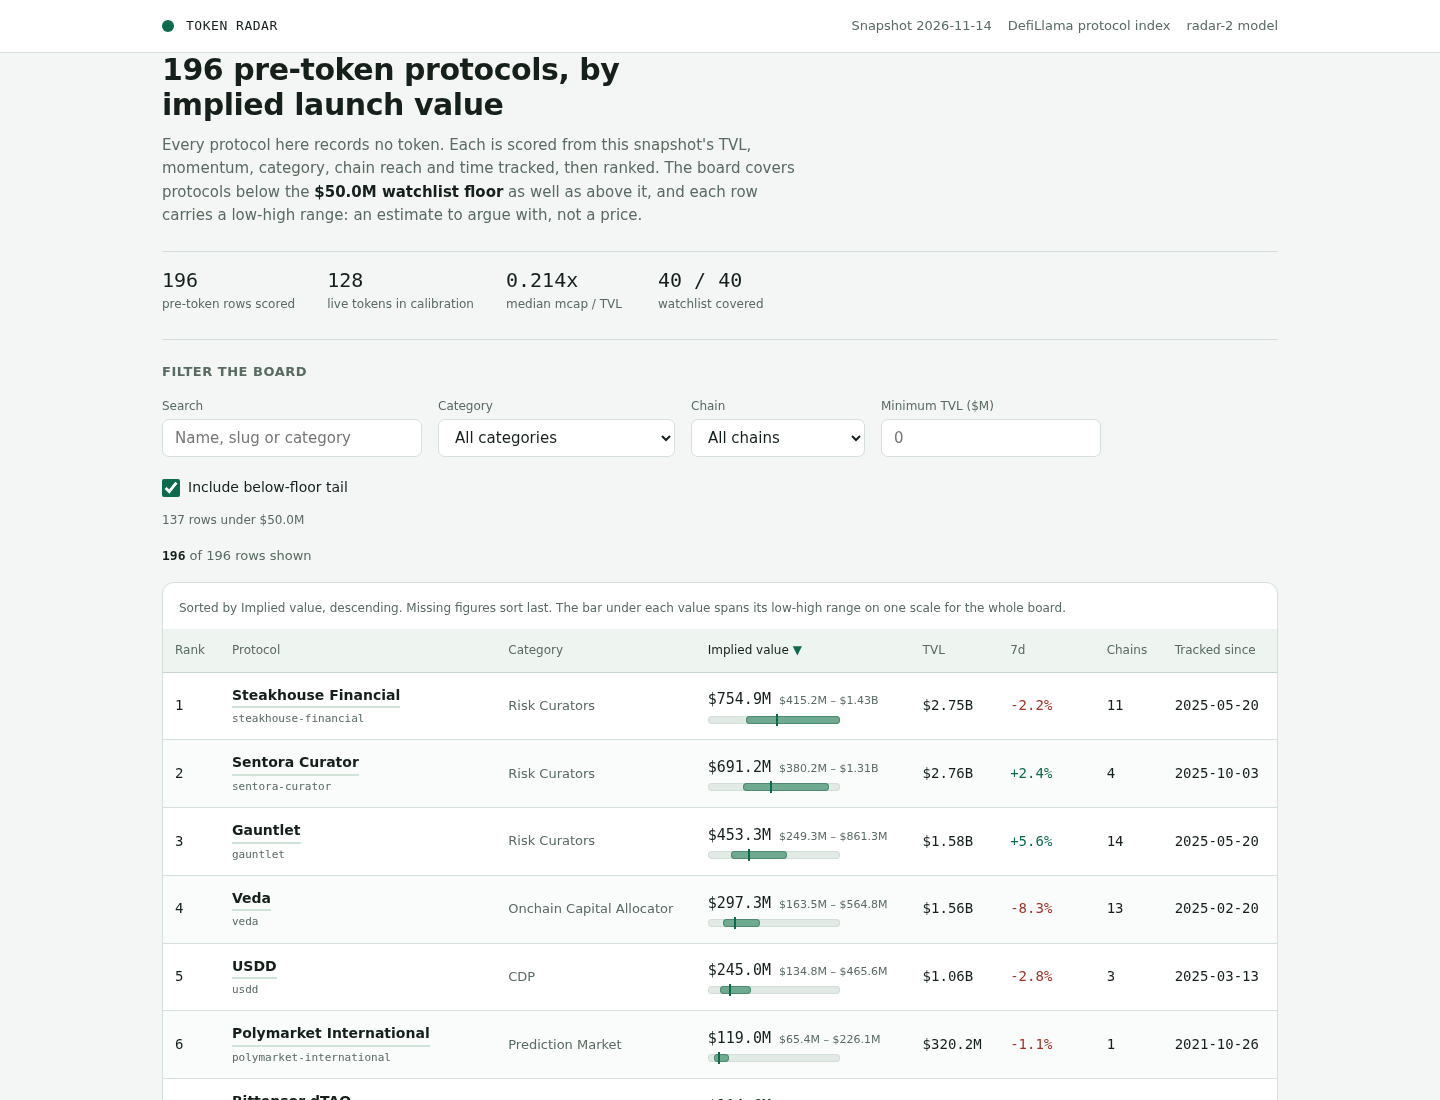 TOKEN RADAR
Snapshot 2026-11-14 DefiLlama protocol index radar-2 model
196 pre-token protocols, by
implied launch value
Every protocol here records no token. Each is scored from this snapshot's TVL,
momentum, category, chain reach and time tracked, then ranked. The board covers
protocols below the $50.0M watchlist floor as well as above it, and each row
carries a low-high range: an estimate to argue with, not a price.
196 128 0.214x 40 / 40
pre-token rows scored live tokens in calibration median mcap / TVL watchlist covered
FILTER THE BOARD
Search Category Chain Minimum TVL ($M)
Name, slug or category All categories All chains 0
Include below-floor tail
137 rows under $50.0M
196 of 196 rows shown
Sorted by Implied value, descending. Missing figures sort last. The bar under each value spans its low-high range on one scale for the whole board.
Rank Protocol Category Implied value ▼ TVL 7d Chains Tracked since
1 Steakhouse Financial Risk Curators $754.9M $415.2M – $1.43B $2.75B -2.2% 11 2025-05-20
steakhouse-financial
2 Sentora Curator Risk Curators $691.2M $380.2M – $1.31B $2.76B +2.4% 4 2025-10-03
sentora-curator
3 Gauntlet Risk Curators $453.3M $249.3M – $861.3M $1.58B +5.6% 14 2025-05-20
gauntlet
4 Veda Onchain Capital Allocator $297.3M $163.5M – $564.8M $1.56B -8.3% 13 2025-02-20
veda
5 USDD CDP $245.0M $134.8M – $465.6M $1.06B -2.8% 3 2025-03-13
usdd
6 Polymarket International Prediction Market $119.0M $65.4M – $226.1M $320.2M -1.1% 1 2021-10-26
polymarket-international